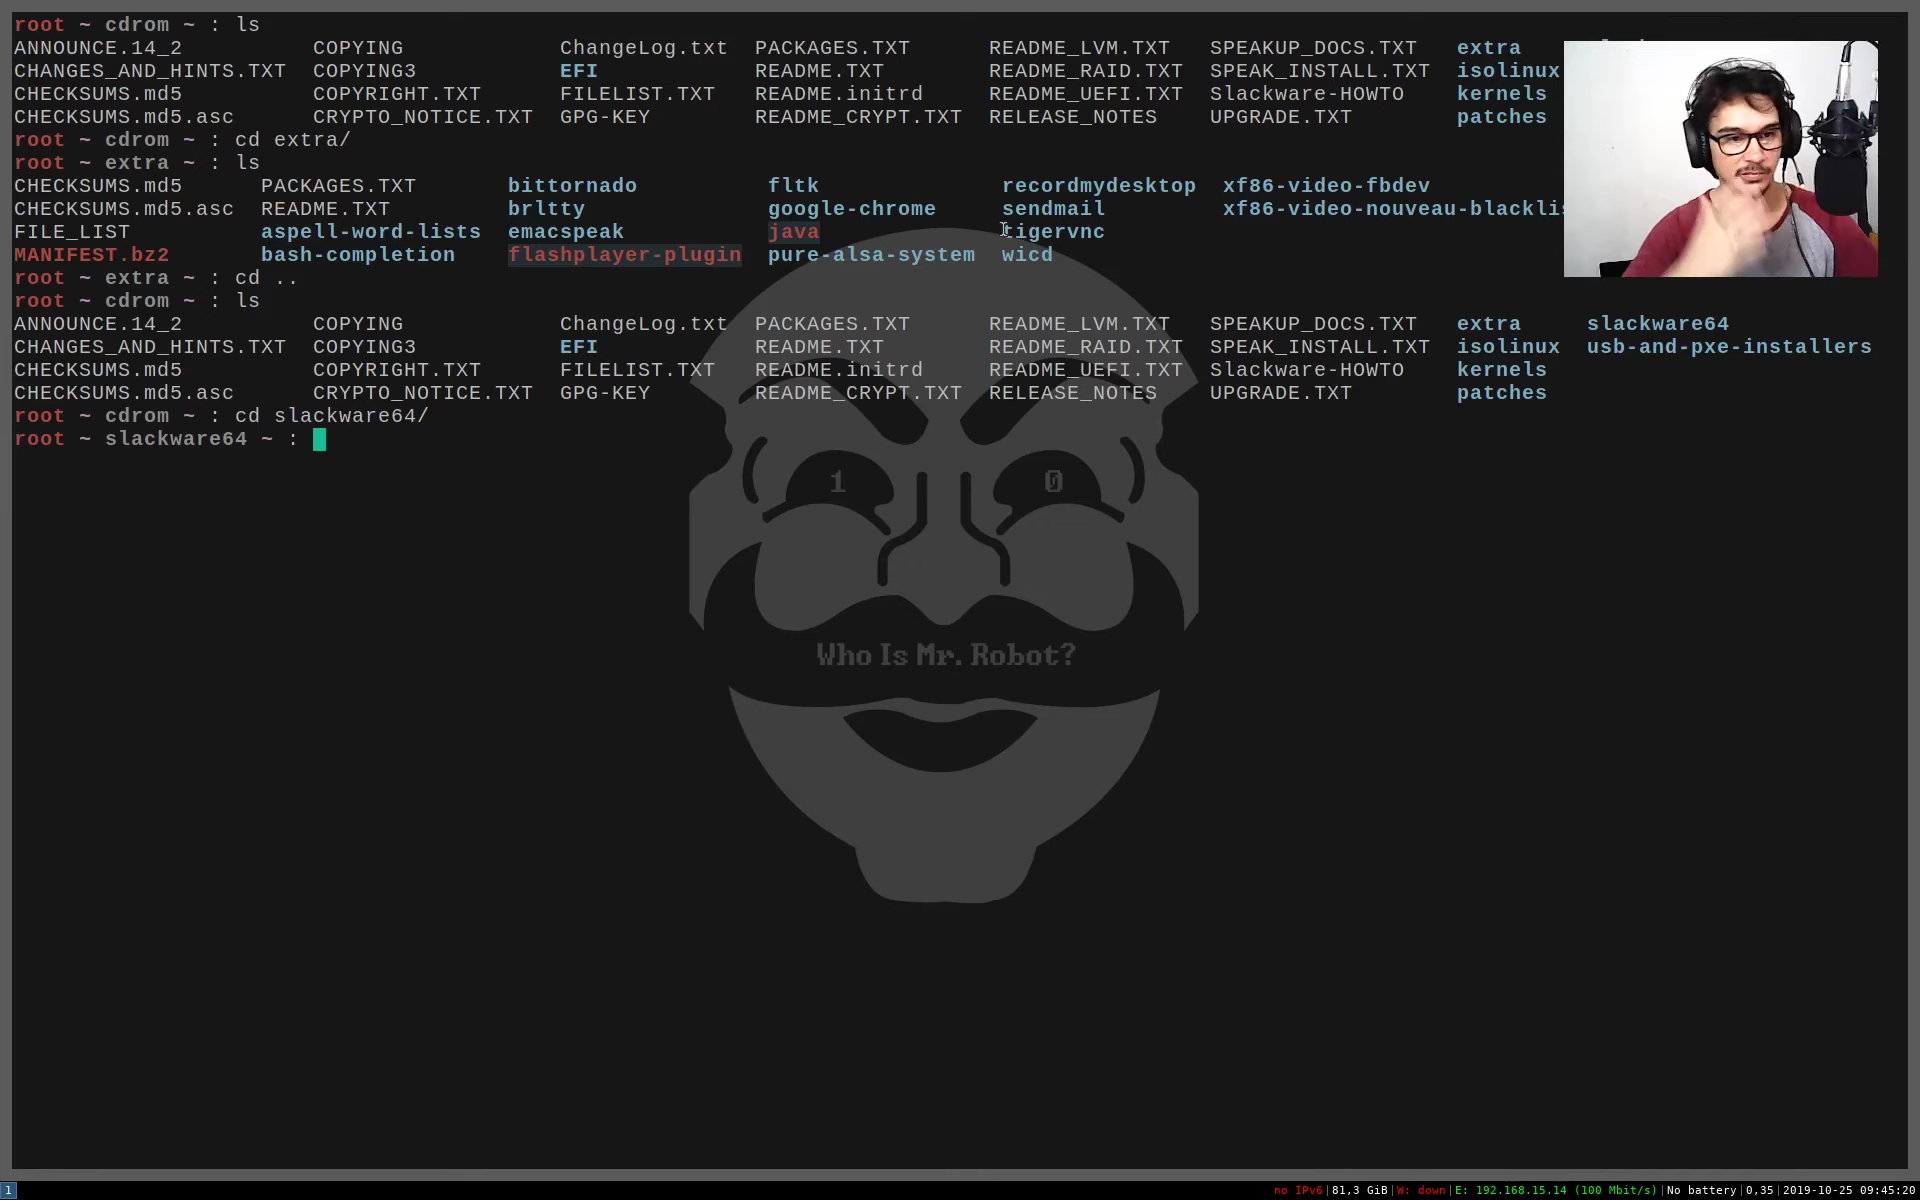 root ~ cdrom ~ : ls
ANNOUNCE.14_2 COPYING ChangeLog.txt PACKAGES.TXT README_LVM.TXT SPEAKUP_DOCS.TXT extra
CHANGES_AND_HINTS.TXT COPYING3 EFI README.TXT README_RAID.TXT SPEAK_INSTALL.TXT isolinux
CHECKSUMS.md5 COPYRIGHT.TXT FILELIST.TXT README.initrd README_UEFI.TXT Slackware-HOWTO kernels
CHECKSUMS.md5.asc CRYPTO_NOTICE.TXT GPG-KEY README_CRYPT.TXT RELEASE_NOTES UPGRADE.TXT patches
root ~ cdrom ~ : cd extra/
root ~ extra ~ : ls
CHECKSUMS.md5 PACKAGES.TXT bittornado fltk recordmydesktop xf86-video-fbdev
CHECKSUMS.md5.asc README.TXT brltty google-chrome sendmail xf86-video-nouveau-blacklis
FILE_LIST aspell-word-lists emacspeak java tigervnc
MANIFEST.bz2 bash-completion flashplayer-plugin pure-alsa-system wicd
root ~ extra ~ : cd ..
root ~ cdrom ~ : ls
ANNOUNCE.14_2 COPYING ChangeLog.txt PACKAGES.TXT README_LVM.TXT SPEAKUP_DOCS.TXT extra slackware64
CHANGES_AND_HINTS.TXT COPYING3 EFI README.TXT README_RAID.TXT SPEAK_INSTALL.TXT isolinux usb-and-pxe-installers
CHECKSUMS.md5 COPYRIGHT.TXT FILELIST.TXT README.initrd README_UEFI.TXT Slackware-HOWTO kernels
CHECKSUMS.md5.asc CRYPTO_NOTICE.TXT GPG-KEY README_CRYPT.TXT RELEASE_NOTES UPGRADE.TXT patches
root ~ cdrom ~ : cd slackware64/
root ~ slackware64 ~ :
1 0
Who Is Mr. Robot?
1 no IPv6|81,3 GiB|W: down|E: 192.168.15.14 (100 Mbit/s)|No battery|0,35|2019-10-25 09:45:20